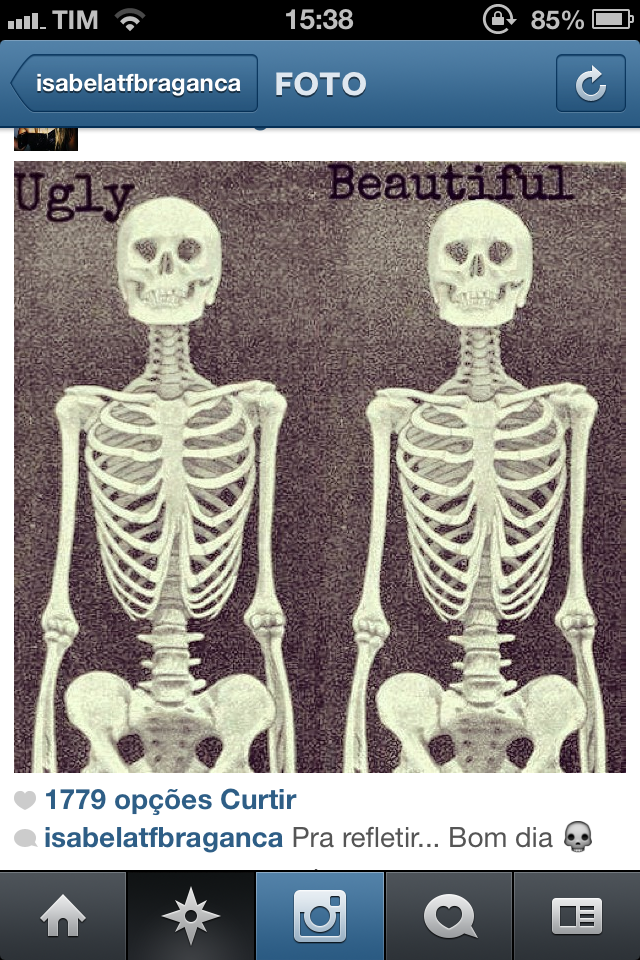 TIM 15:38 85%
isabelatfbraganca FOTO
Ugly Beautiful
1779 opções Curtir
isabelatfbraganca Pra refletir... Bom dia 💀